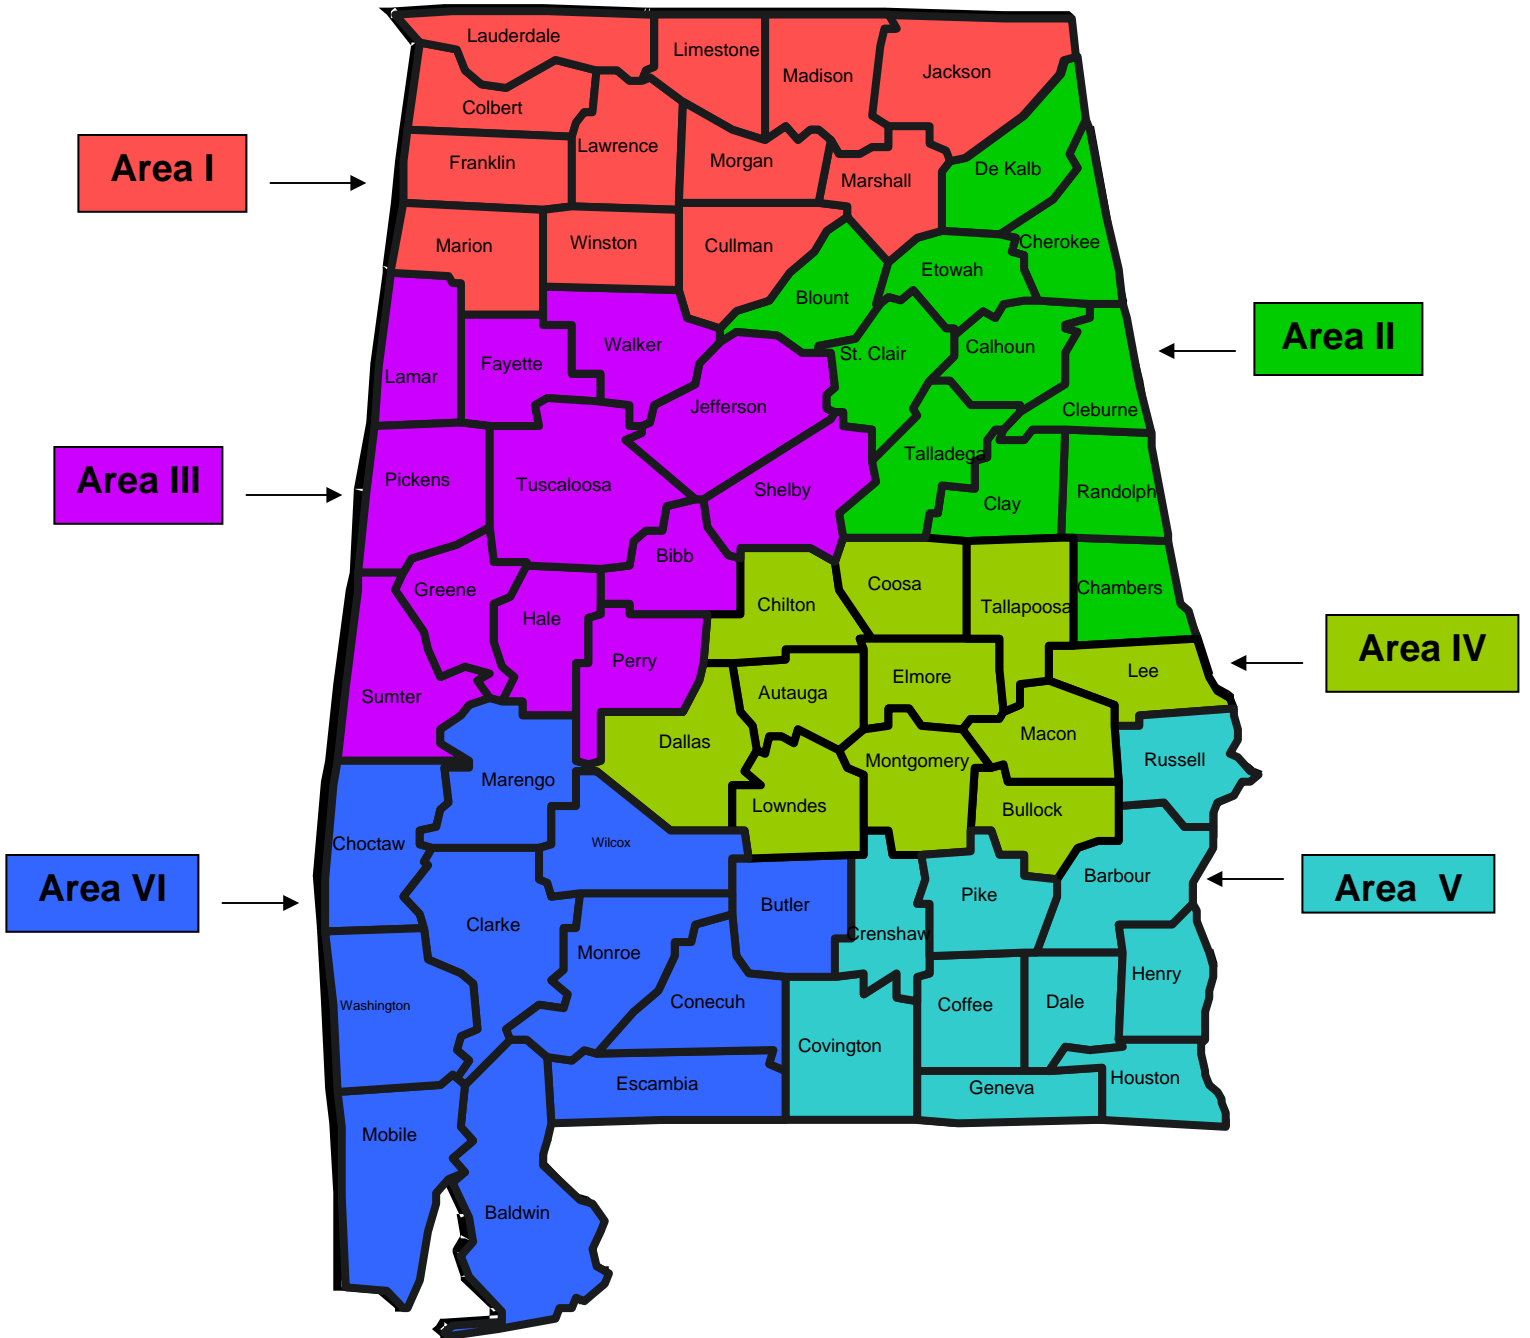 Lauderdale
Limestone
Madison
Jackson
Colbert
Lawrence
Franklin
Morgan
Marshall
De Kalb
Area I
Marion
Winston
Cullman
Cherokee
Etowah
Blount
Area II
Walker
St. Clair
Calhoun
Fayette
Lamar
Jefferson
Cleburne
Talladega
Area III
Pickens
Tuscaloosa
Shelby
Clay
Randolph
Bibb
Coosa
Chambers
Greene
Chilton
Tallapoosa
Hale
Area IV
Perry
Elmore
Lee
Sumter
Autauga
Dallas
Macon
Montgomery
Russell
Marengo
Lowndes
Bullock
Choctaw
Wilcox
Barbour
Area VI
Area V
Butler
Pike
Clarke
Crenshaw
Monroe
Henry
Washington
Conecuh
Coffee
Dale
Covington
Escambia
Geneva
Houston
Mobile
Baldwin